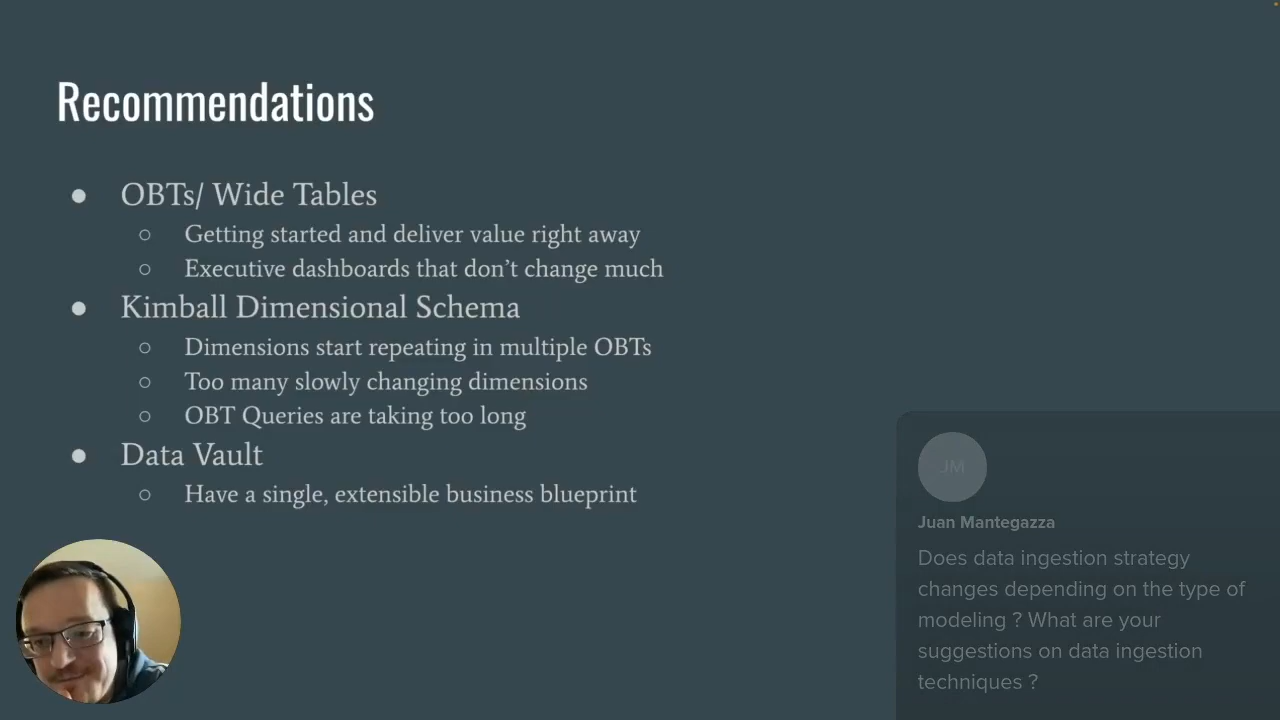 Recommendations
● OBTs/ Wide Tables
○ Getting started and deliver value right away
○ Executive dashboards that don’t change much
● Kimball Dimensional Schema
○ Dimensions start repeating in multiple OBTs
○ Too many slowly changing dimensions
○ OBT Queries are taking too long
● Data Vault
○ Have a single, extensible business blueprint
JM
Juan Mantegazza
Does data ingestion strategy
changes depending on the type of
modeling ? What are your
suggestions on data ingestion
techniques ?